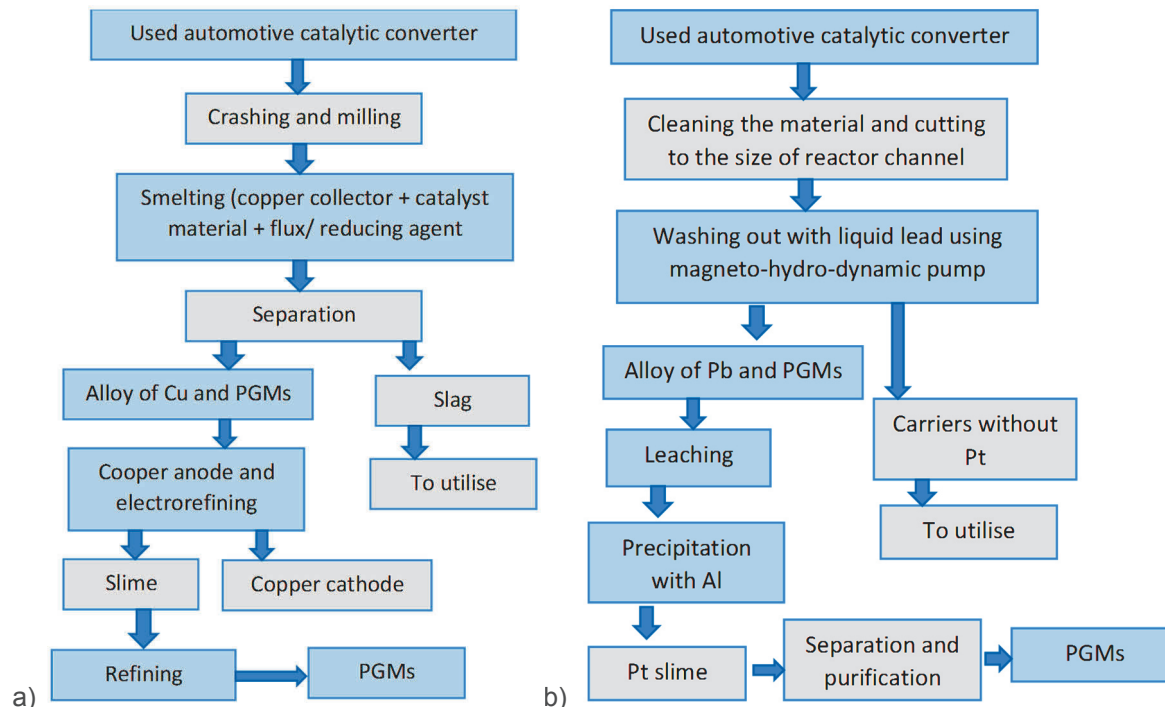 Used automotive catalytic converter
Crashing and milling
Smelting (copper collector + catalyst
material + flux/ reducing agent
Separation
Alloy of Cu and PGMs
Slag
Cooper anode and
electrorefining
To utilise
Slime
Copper cathode
Refining
PGMs
a)
Used automotive catalytic converter
Cleaning the material and cutting
to the size of reactor channel
Washing out with liquid lead using
magneto-hydro-dynamic pump
Alloy of Pb and PGMs
Carriers without
Pt
Leaching
To utilise
Precipitation
with Al
Pt slime
Separation and
purification
PGMs
b)